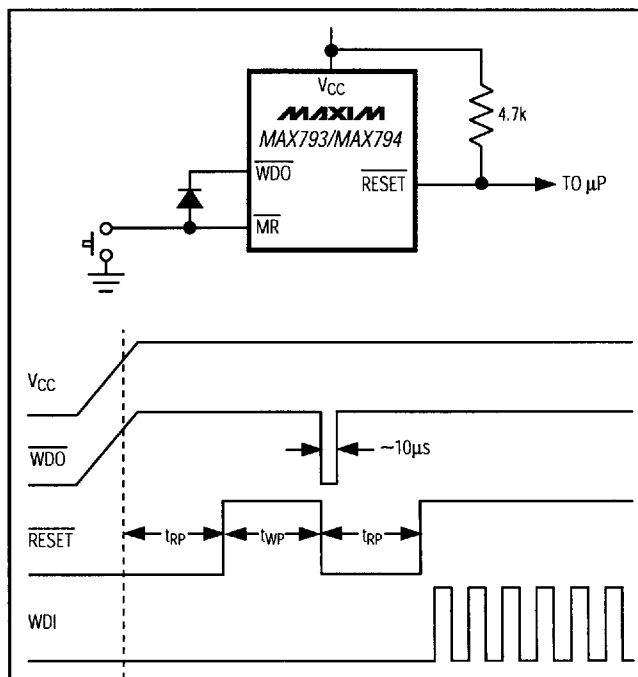 VCC
MAXIM
MAX793/MAX794
4.7k
WDO
RESET
TO μP
MR
VCC
WDO
~10μs
RESET
tRP
tWP
tRP
WDI